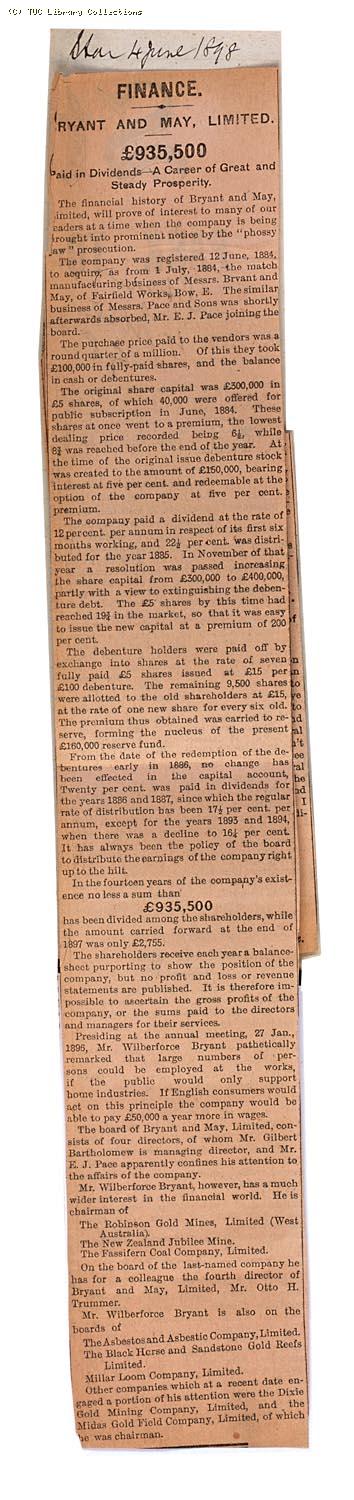 (C) TUC Library Collections
Star 4 June 1898
FINANCE.
RYANT AND MAY, LIMITED.
£935,500
aid in Dividends—A Career of Great and
Steady Prosperity.
The financial history of Bryant and May,
imited, will prove of interest to many of our
eaders at a time when the company is being
rought into prominent notice by the "phossy
aw" prosecution.
The company was registered 12 June, 1884,
to acquire, as from 1 July, 1884, the match
manufacturing business of Messrs. Bryant and
May, of Fairfield Works, Bow, E. The similar
business of Messrs. Pace and Sons was shortly
afterwards absorbed, Mr. E. J. Pace joining the
board.
The purchase price paid to the vendors was a
round quarter of a million. Of this they took
£100,000 in fully-paid shares, and the balance
in cash or debentures.
The original share capital was £300,000 in
£5 shares, of which 40,000 were offered for
public subscription in June, 1884. These
shares at once went to a premium, the lowest
dealing price recorded being 6½, while
8¾ was reached before the end of the year. At
the time of the original issue debenture stock
was created to the amount of £150,000, bearing
interest at five per cent. and redeemable at the
option of the company at five per cent.
premium.
The company paid a dividend at the rate of
12 per cent. per annum in respect of its first six
months working, and 22½ per cent. was distri-
buted for the year 1885. In November of that
year a resolution was passed increasing
the share capital from £300,000 to £400,000,
partly with a view to extinguishing the deben-
ture debt. The £5 shares by this time had
reached 19¾ in the market, so that it was easy
to issue the new capital at a premium of 200
per cent.
The debenture holders were paid off by
exchange into shares at the rate of seven
fully paid £5 shares issued at £15 per
£100 debenture. The remaining 9,500 shares
were allotted to the old shareholders at £15,
at the rate of one new share for every six old.
The premium thus obtained was carried to re-
serve, forming the nucleus of the present
£160,000 reserve fund.
From the date of the redemption of the de-
bentures early in 1886, no change has
been effected in the capital account,
Twenty per cent. was paid in dividends for
the years 1886 and 1887, since which the regular
rate of distribution has been 17½ per cent. per
annum, except for the years 1893 and 1894,
when there was a decline to 16¼ per cent.
It has always been the policy of the board
to distribute the earnings of the company right
up to the hilt.
In the fourteen years of the company's exist-
ence no less a sum than
£935,500
has been divided among the shareholders, while
the amount carried forward at the end of
1897 was only £2,755.
The shareholders receive each year a balance-
sheet purporting to show the position of the
company, but no profit and loss or revenue
statements are published. It is therefore im-
possible to ascertain the gross profits of the
company, or the sums paid to the directors
and managers for their services.
Presiding at the annual meeting, 27 Jan.,
1896, Mr. Wilberforce Bryant pathetically
remarked that large numbers of per-
sons could be employed at the works,
if the public would only support
home industries. If English consumers would
act on this principle the company would be
able to pay £50,000 a year more in wages.
The board of Bryant and May, Limited, con-
sists of four directors, of whom Mr. Gilbert
Bartholomew is managing director, and Mr.
E. J. Pace apparently confines his attention to
the affairs of the company.
Mr. Wilberforce Bryant, however, has a much
wider interest in the financial world. He is
chairman of
The Robinson Gold Mines, Limited (West
Australia).
The New Zealand Jubilee Mine.
The Fassifern Coal Company, Limited.
On the board of the last-named company he
has for a colleague the fourth director of
Bryant and May, Limited, Mr. Otto H.
Trummer.
Mr. Wilberforce Bryant is also on the
boards of
The Asbestos and Asbestic Company, Limited.
The Black Horse and Sandstone Gold Reefs
Limited.
Millar Loom Company, Limited.
Other companies which at a recent date en-
gaged a portion of his attention were the Dixie
Gold Mining Company, Limited, and the
Midas Gold Field Company, Limited, of which
he was chairman.